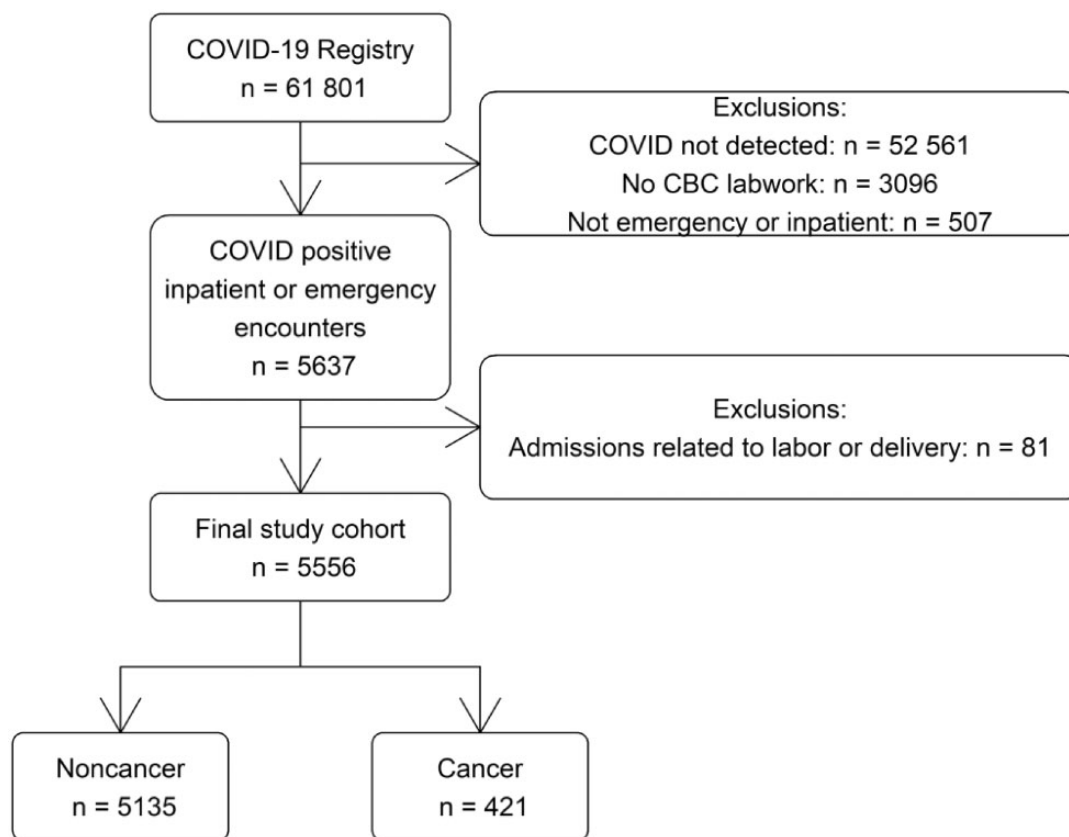 COVID-19 Registry
n = 61 801
Exclusions:
COVID not detected: n = 52 561
No CBC labwork: n = 3096
Not emergency or inpatient: n = 507
COVID positive
inpatient or emergency
encounters
n = 5637
Exclusions:
Admissions related to labor or delivery: n = 81
Final study cohort
n = 5556
Noncancer
n = 5135
Cancer
n = 421